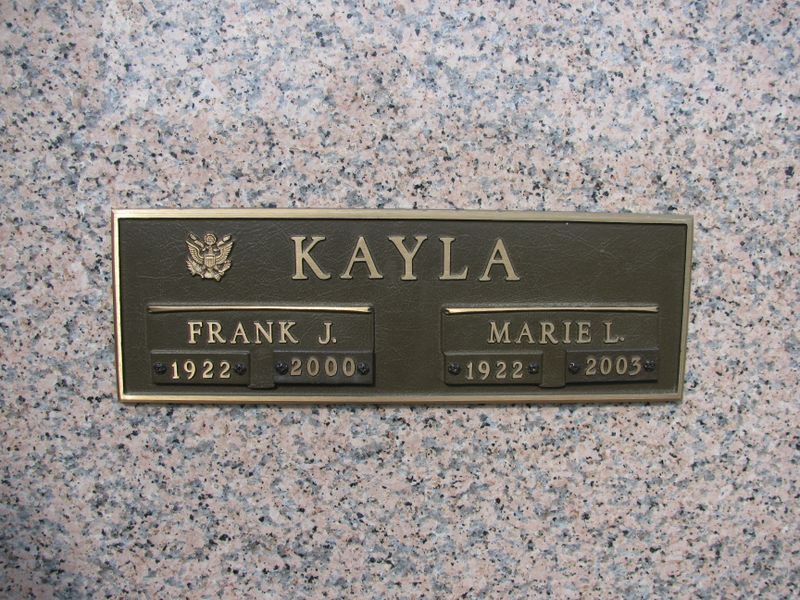 KAYLA
FRANK J.
1922 2000
MARIE L.
1922 2003